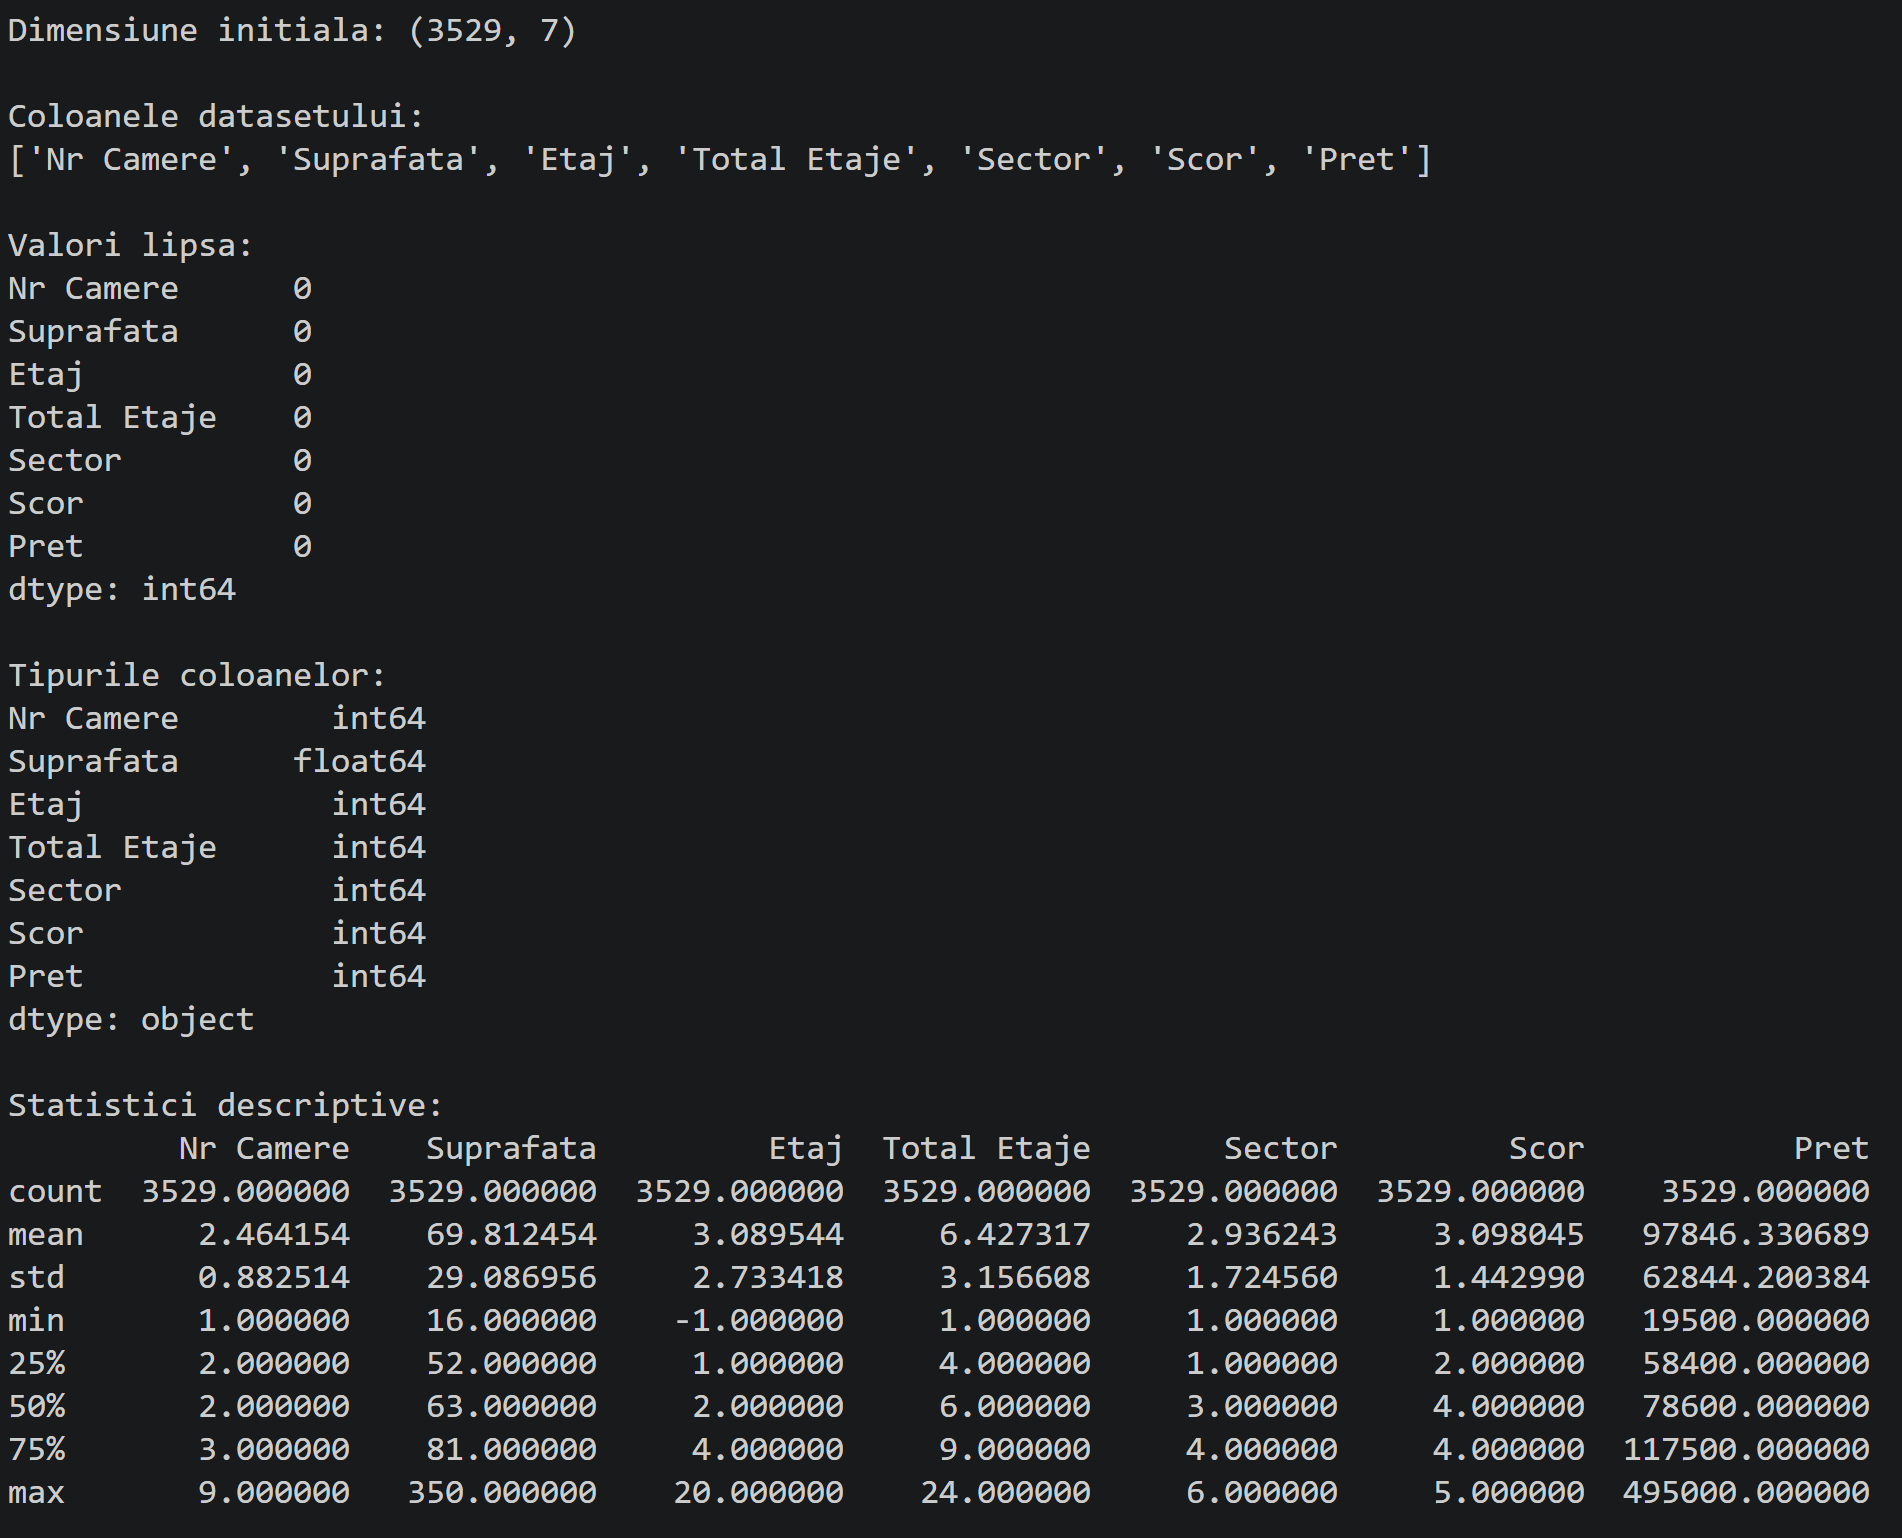 Dimensiune initiala: (3529, 7)
Coloanele datasetului:
['Nr Camere', 'Suprafata', 'Etaj', 'Total Etaje', 'Sector', 'Scor', 'Pret']
Valori lipsa:
Nr Camere      0
Suprafata      0
Etaj           0
Total Etaje    0
Sector         0
Scor           0
Pret           0
dtype: int64
Tipurile coloanelor:
Nr Camere        int64
Suprafata      float64
Etaj             int64
Total Etaje      int64
Sector           int64
Scor             int64
Pret             int64
dtype: object
Statistici descriptive:
         Nr Camere    Suprafata         Etaj  Total Etaje       Sector         Scor           Pret
count  3529.000000  3529.000000  3529.000000  3529.000000  3529.000000  3529.000000    3529.000000
mean      2.464154    69.812454     3.089544     6.427317     2.936243     3.098045   97846.330689
std       0.882514    29.086956     2.733418     3.156608     1.724560     1.442990   62844.200384
min       1.000000    16.000000    -1.000000     1.000000     1.000000     1.000000   19500.000000
25%       2.000000    52.000000     1.000000     4.000000     1.000000     2.000000   58400.000000
50%       2.000000    63.000000     2.000000     6.000000     3.000000     4.000000   78600.000000
75%       3.000000    81.000000     4.000000     9.000000     4.000000     4.000000  117500.000000
max       9.000000   350.000000    20.000000    24.000000     6.000000     5.000000  495000.000000